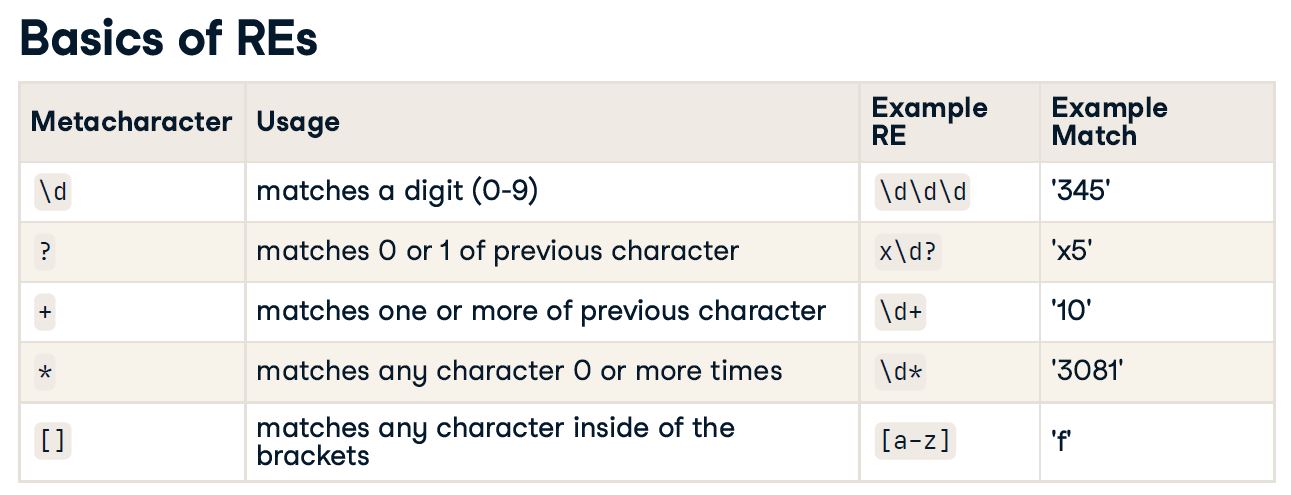 Basics of REs
Metacharacter Usage Example RE Example Match
\d matches a digit (0-9) \d\d\d '345'
? matches 0 or 1 of previous character x\d? 'x5'
+ matches one or more of previous character \d+ '10'
* matches any character 0 or more times \d* '3081'
[] matches any character inside of the brackets [a-z] 'f'